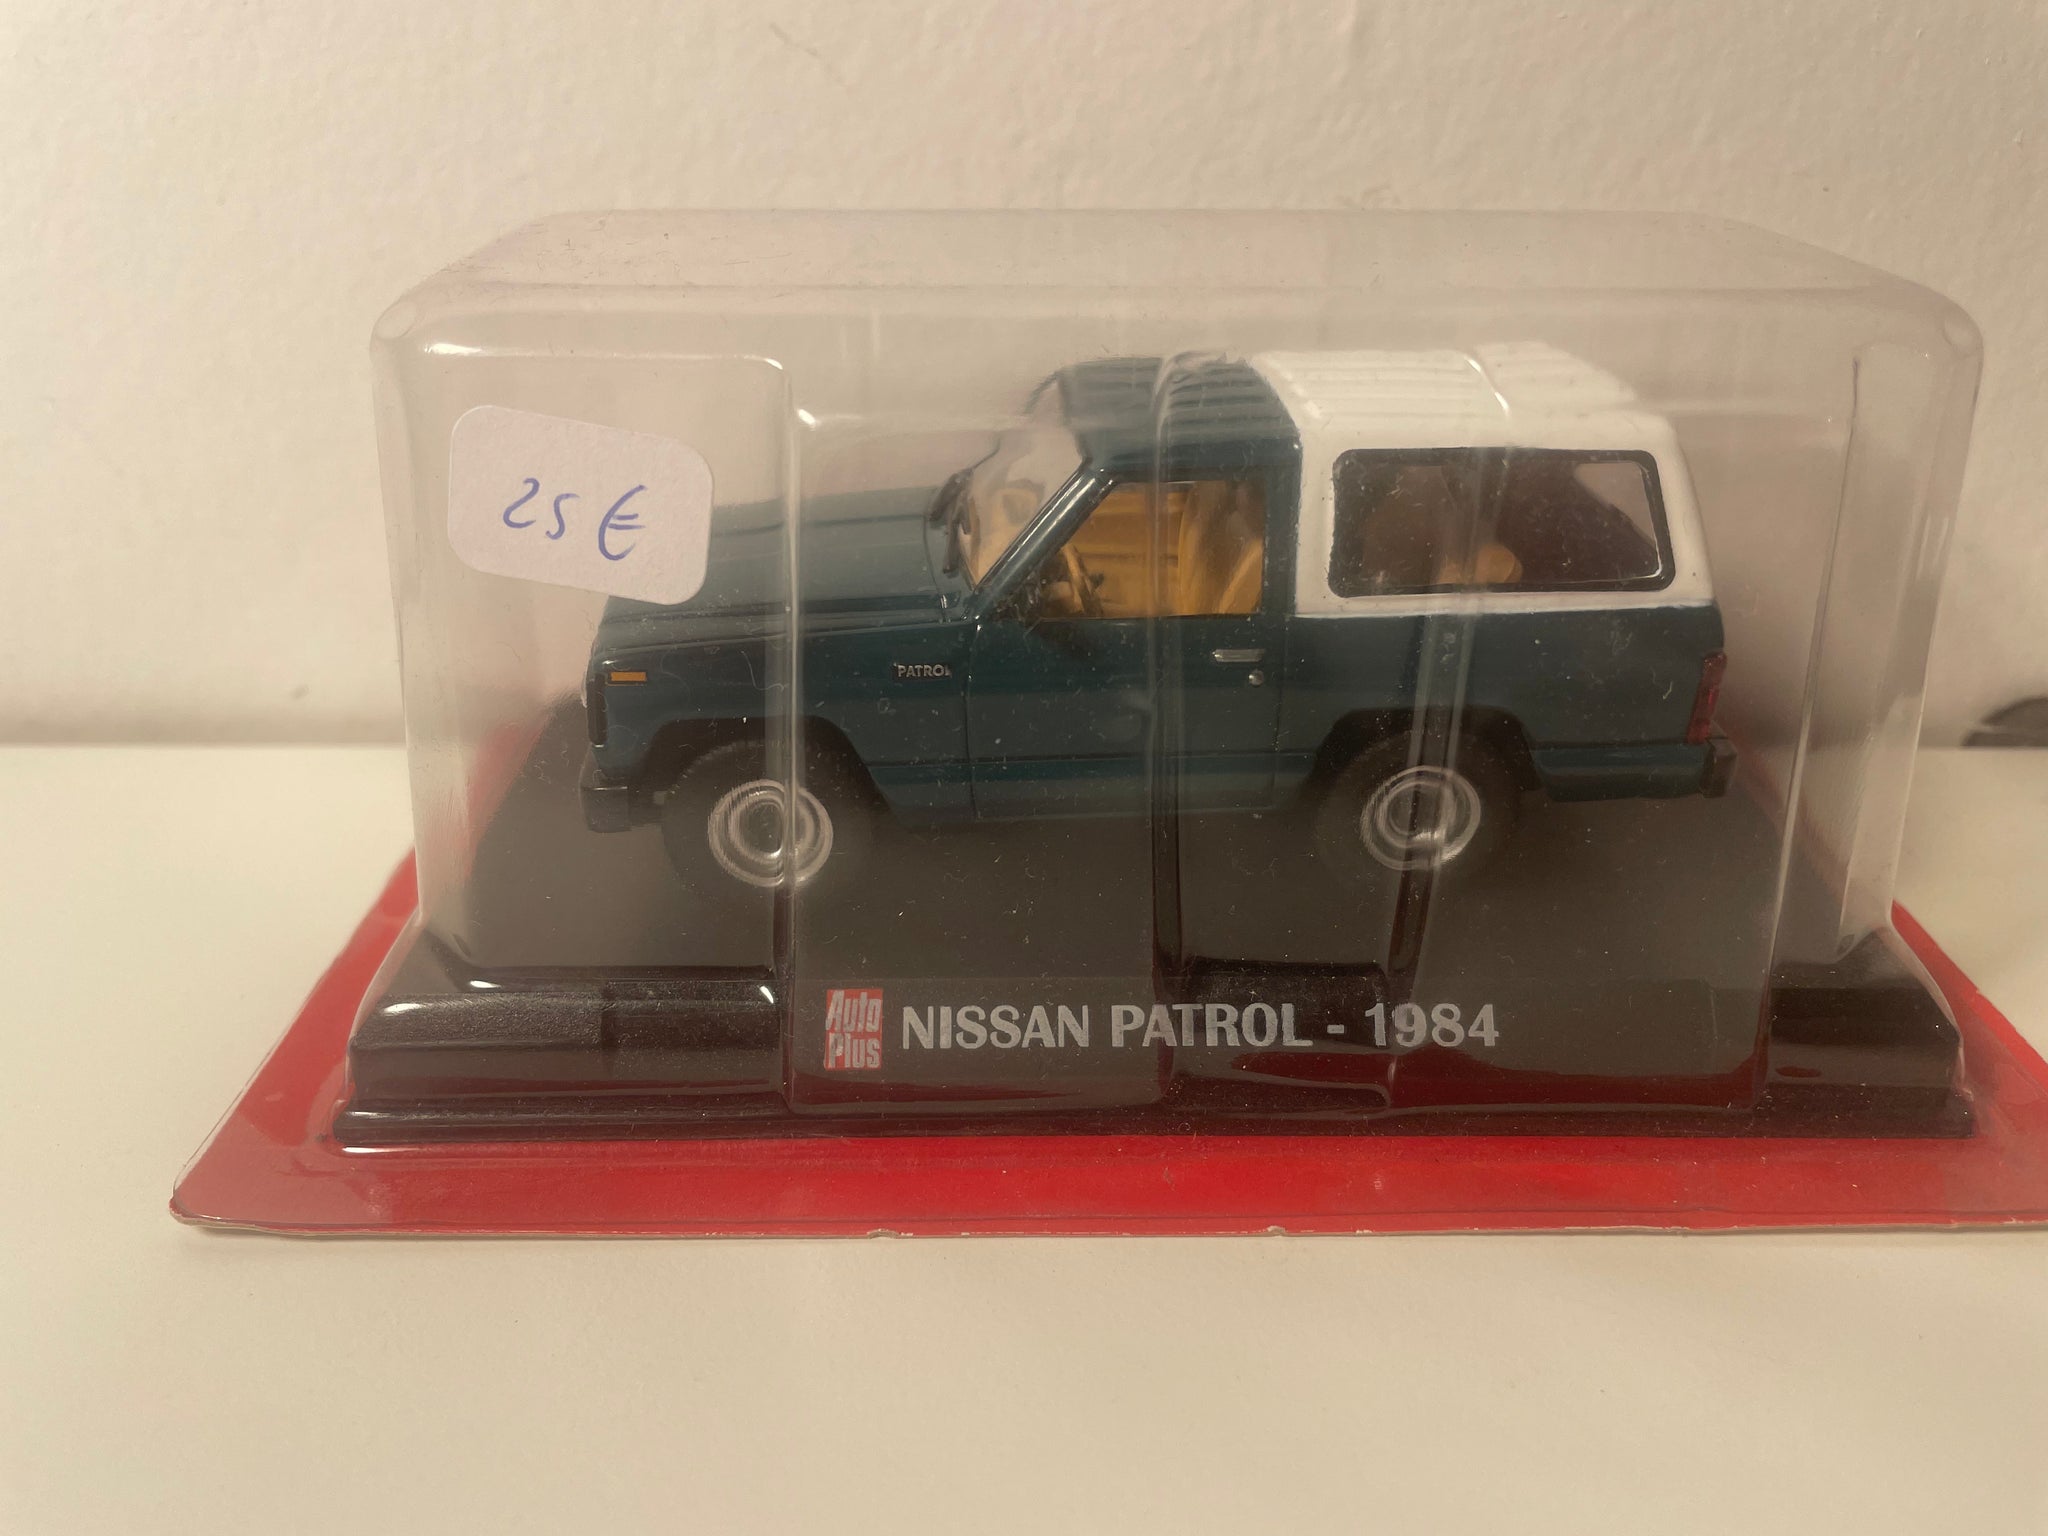 25 €
PATROL
Auto
Plus
NISSAN PATROL - 1984